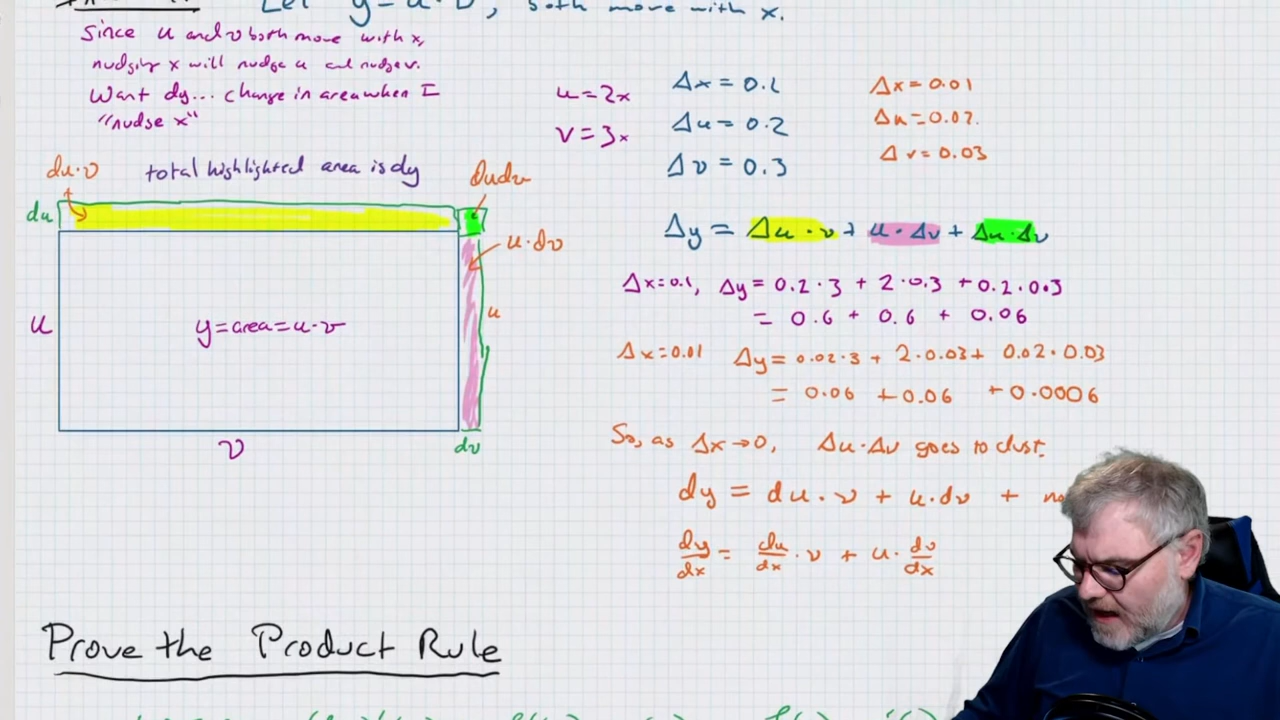 Let y = u · v, both move with x.
Since u and v both move with x,
nudging x will nudge u and nudge v.
Want dy... change in area when I
"nudge x"
u = 2x
v = 3x
Δx = 0.1
Δu = 0.2
Δv = 0.3
Δx = 0.01
Δu = 0.02.
Δv = 0.03
du·v
total highlighted area is dy
dudv
du
u·dv
u
y = area = u·v
u
v
dv
Δy = Δu · v + u · Δv + Δu · Δv
Δx = 0.1, Δy = 0.2 · 3 + 2 · 0.3 + 0.2 · 0.3
= 0.6 + 0.6 + 0.06
Δx = 0.01 Δy = 0.02 · 3 + 2 · 0.03 + 0.02 · 0.03
= 0.06 + 0.06 + 0.0006
So, as Δx → 0, Δu · Δv goes to dust.
dy = du · v + u · dv +
dy/dx = du/dx · v + u · dv/dx
Prove the Product Rule